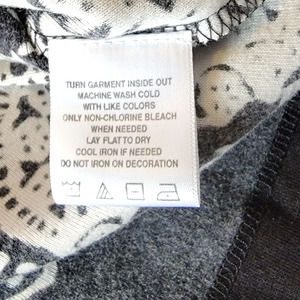 TURN GARMENT INSIDE OUT
MACHINE WASH COLD
WITH LIKE COLORS
ONLY NON-CHLORINE BLEACH
WHEN NEEDED
LAY FLAT TO DRY
COOL IRON IF NEEDED
DO NOT IRON ON DECORATION